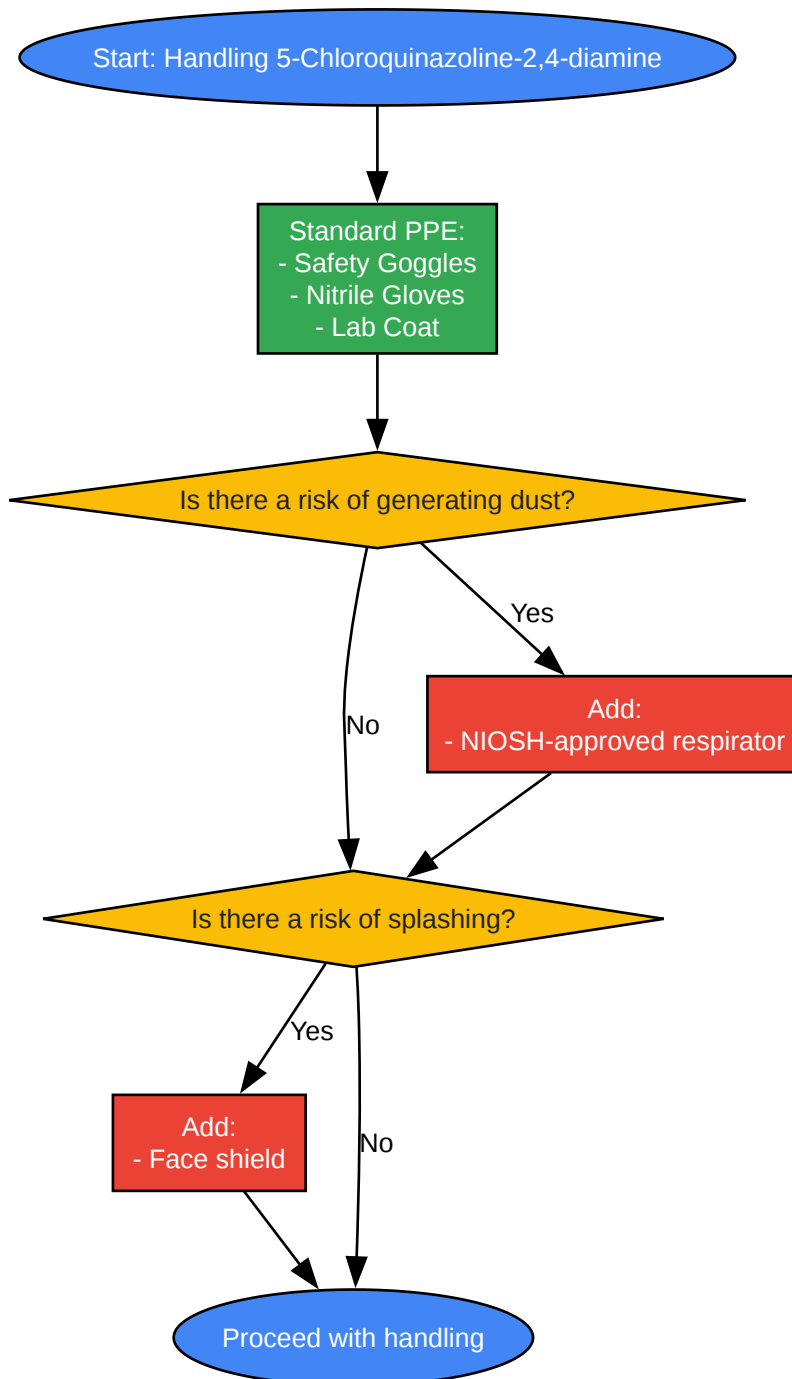 Start: Handling 5-Chloroquinazoline-2,4-diamine
Standard PPE:
- Safety Goggles
- Nitrile Gloves
- Lab Coat
Is there a risk of generating dust?
Yes
Add:
- NIOSH-approved respirator
No
Is there a risk of splashing?
Yes
Add:
- Face shield
No
Proceed with handling